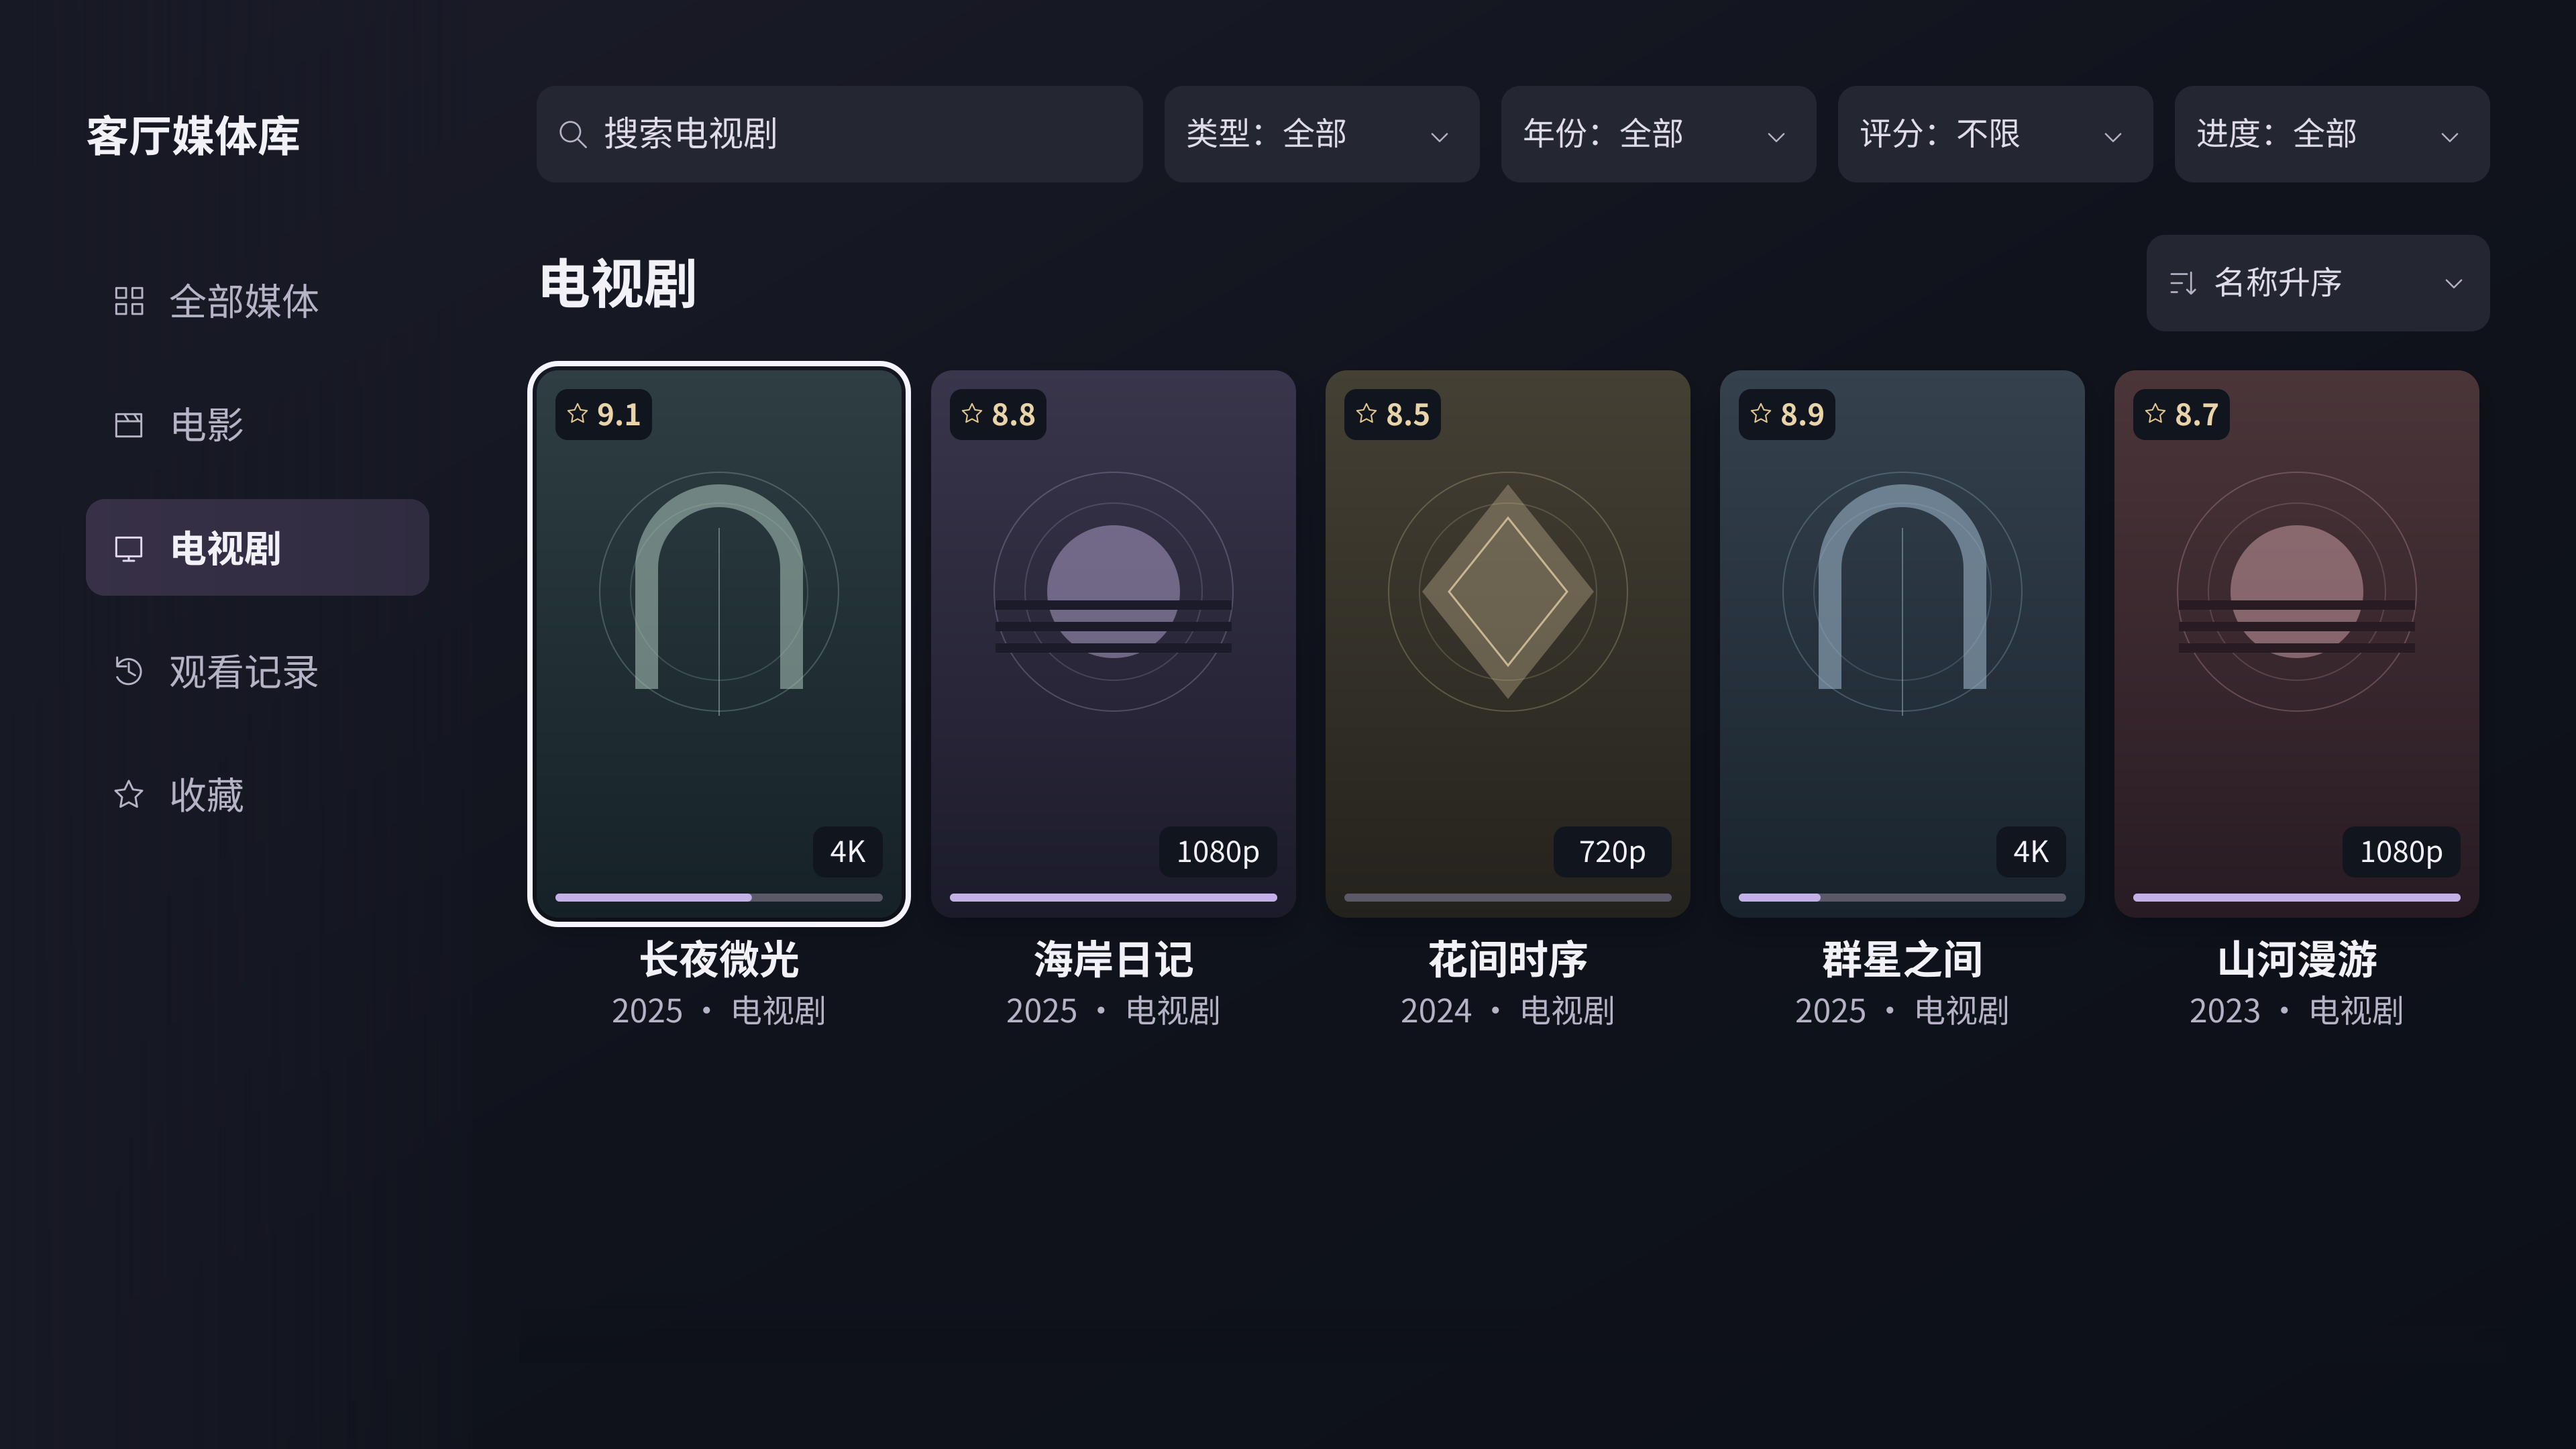 客厅媒体库
搜索电视剧
类型：全部
年份：全部
评分：不限
进度：全部
全部媒体
电影
电视剧
观看记录
收藏
电视剧
名称升序
9.1
4K
长夜微光
2025 · 电视剧
8.8
1080p
海岸日记
2025 · 电视剧
8.5
720p
花间时序
2024 · 电视剧
8.9
4K
群星之间
2025 · 电视剧
8.7
1080p
山河漫游
2023 · 电视剧